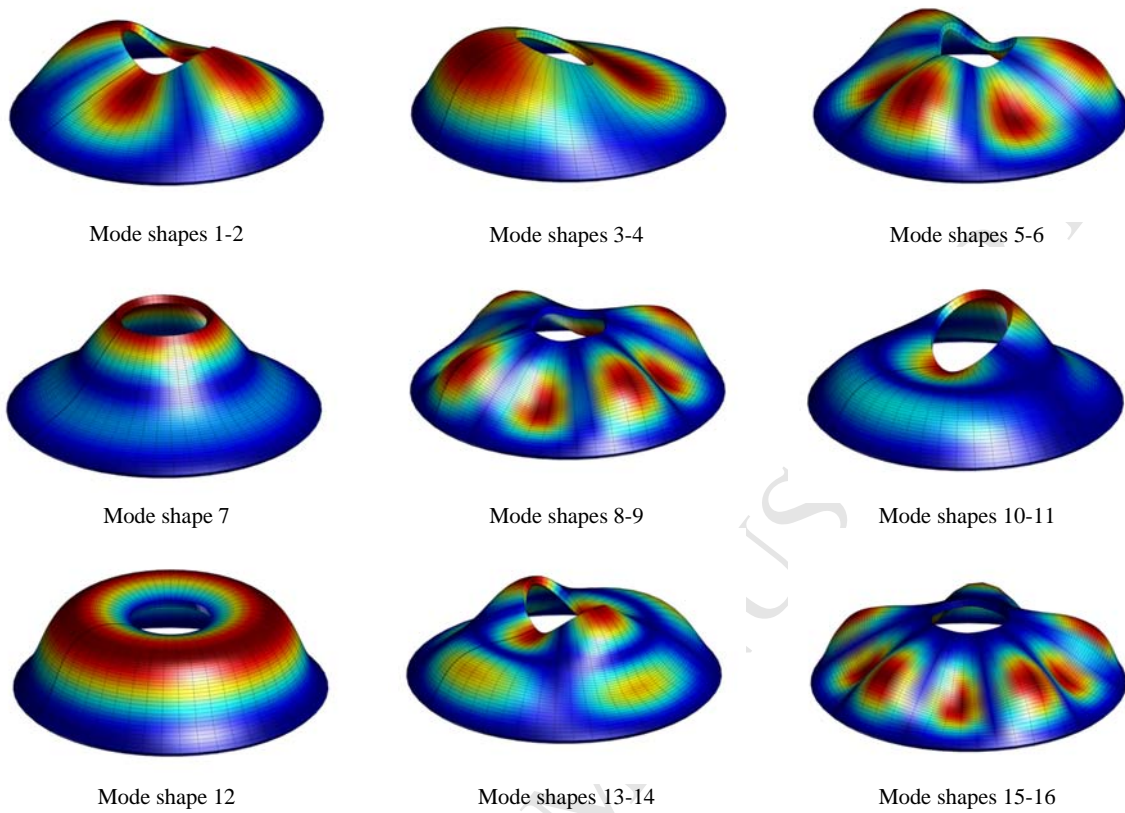 Mode shapes 1-2
Mode shapes 3-4
Mode shapes 5-6
Mode shape 7
Mode shapes 8-9
Mode shapes 10-11
Mode shape 12
Mode shapes 13-14
Mode shapes 15-16